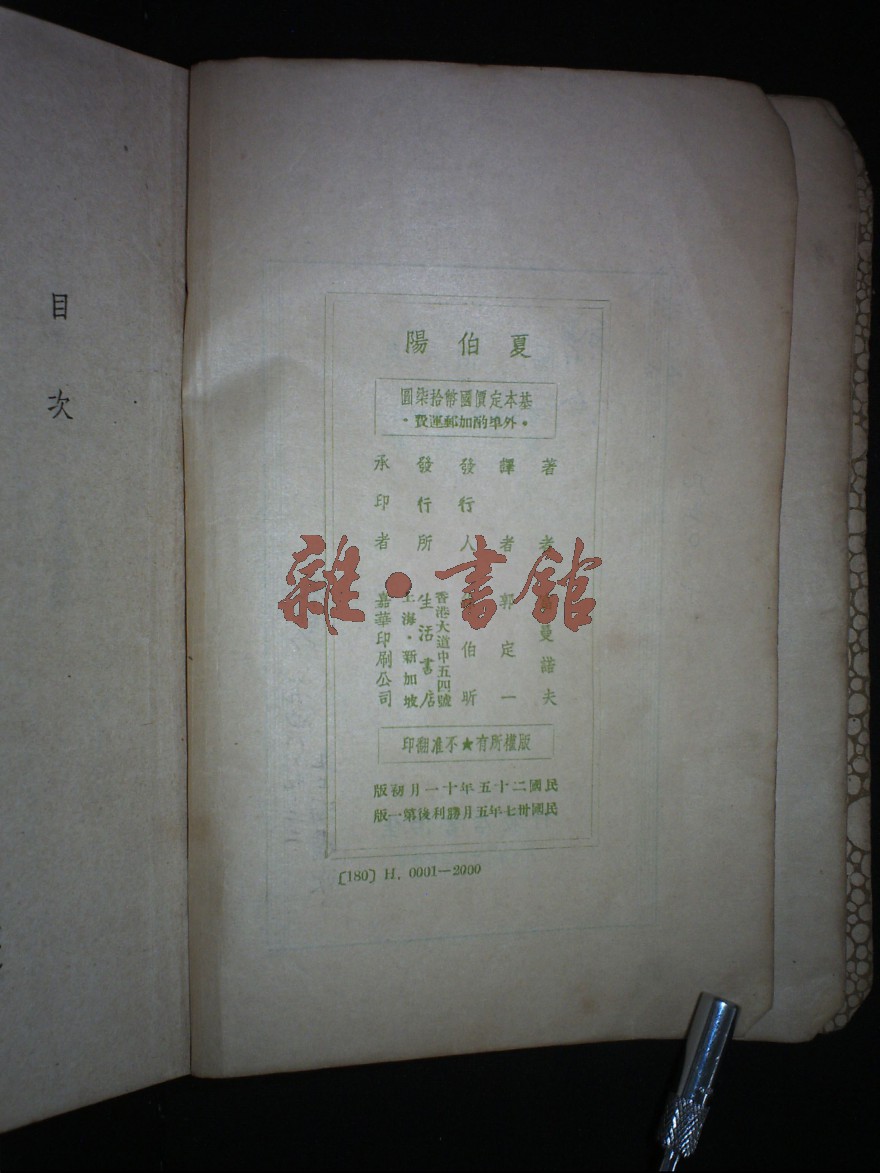 夏伯陽
基本定價國幣拾柒圓
・外埠酌加郵運費・
著者 曼諾夫
譯者 郭定一
發行人 伯昕
發行所 香港大道中五四號
生活書店
上海・新加坡
承印者 嘉華印刷公司
版權所有★不准翻印
民國二十五年十一月初版
民國卅七年五月勝利後第一版
〔180〕H. 0001—2000
目次
雜・書館